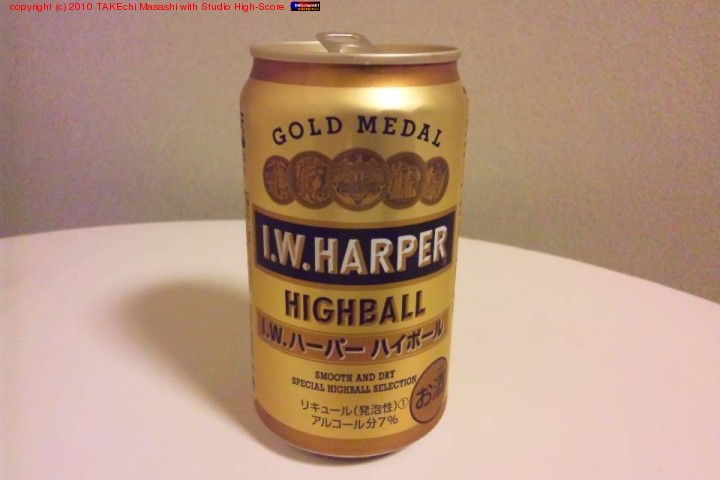 copyright (c) 2010 TAKEchi Masashi with Studio High-Score
GOLD MEDAL
I.W. HARPER
HIGHBALL
I.W. ハーパー ハイボール
SMOOTH AND DRY
SPECIAL HIGHBALL SELECTION
お酒
リキュール(発泡性)①
アルコール分7%